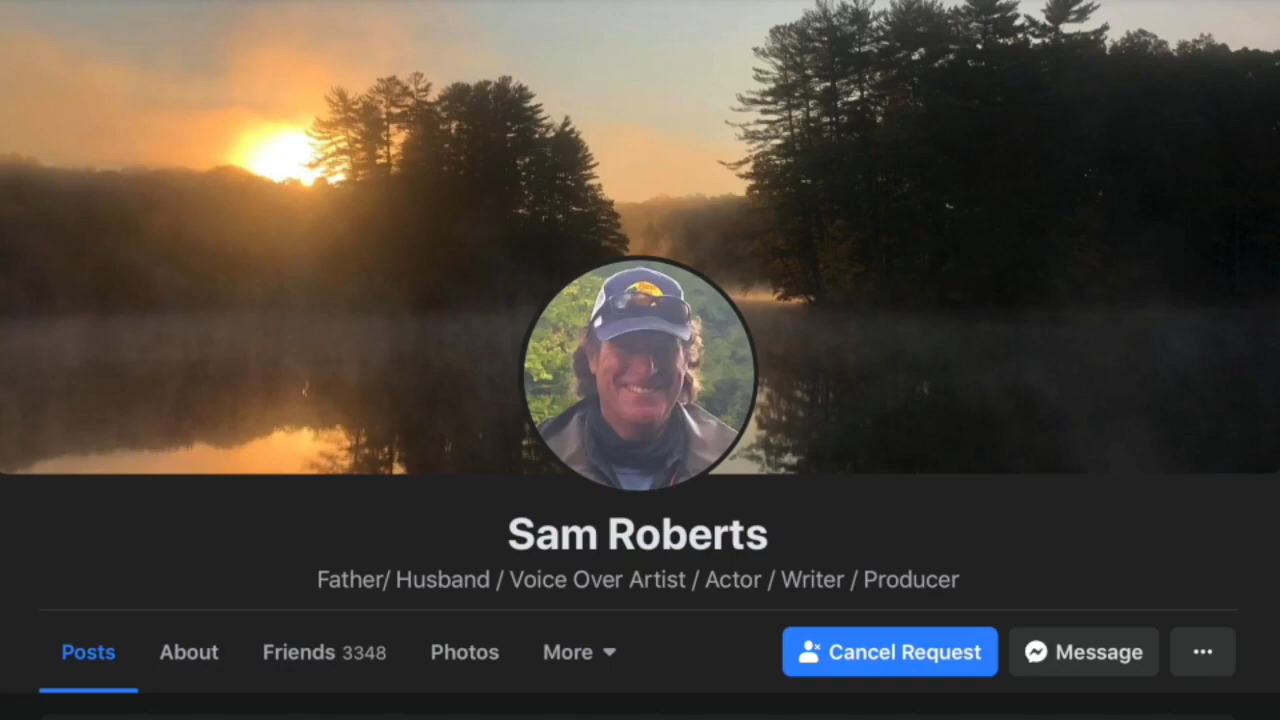 Sam Roberts
Father/ Husband / Voice Over Artist / Actor / Writer / Producer
Posts About Friends 3348 Photos More Cancel Request Message